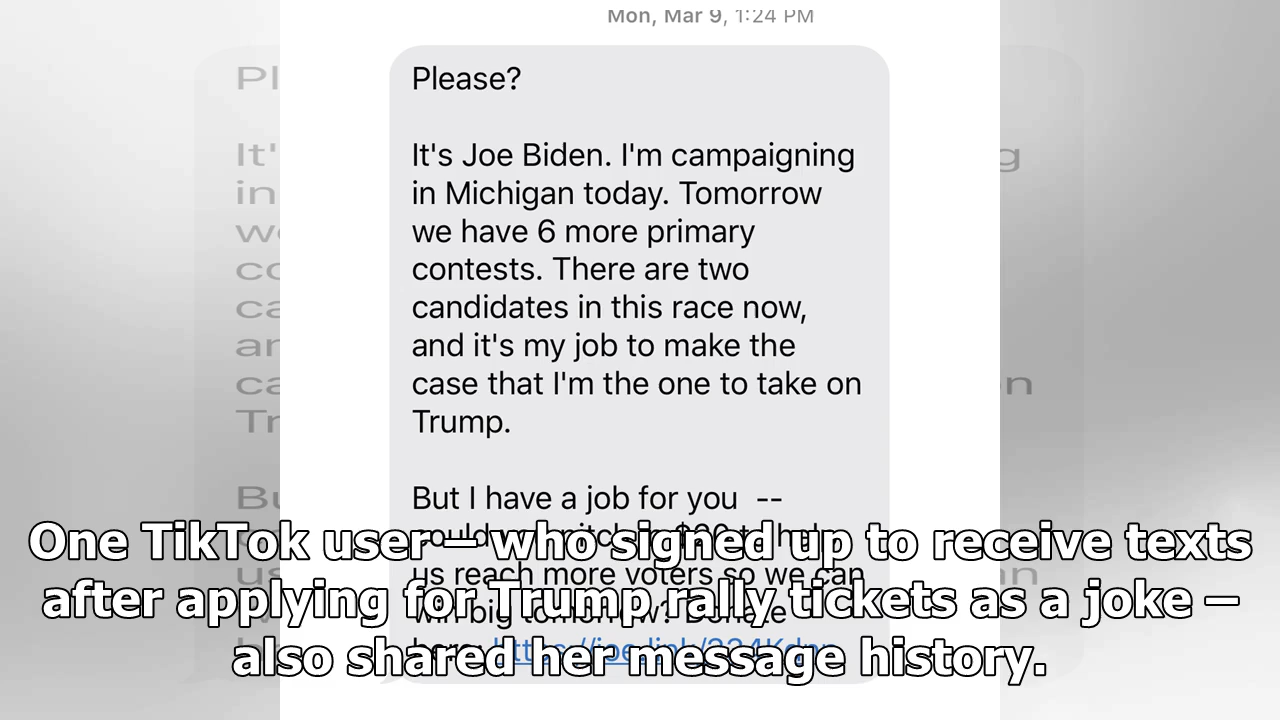 Mon, Mar 9, 1:24 PM
Please?
It's Joe Biden. I'm campaigning
in Michigan today. Tomorrow
we have 6 more primary
contests. There are two
candidates in this race now,
and it's my job to make the
case that I'm the one to take on
Trump.
But I have a job for you --
us reach more voters so we can
One TikTok user — who signed up to receive texts
after applying for Trump rally tickets as a joke —
also shared her message history.